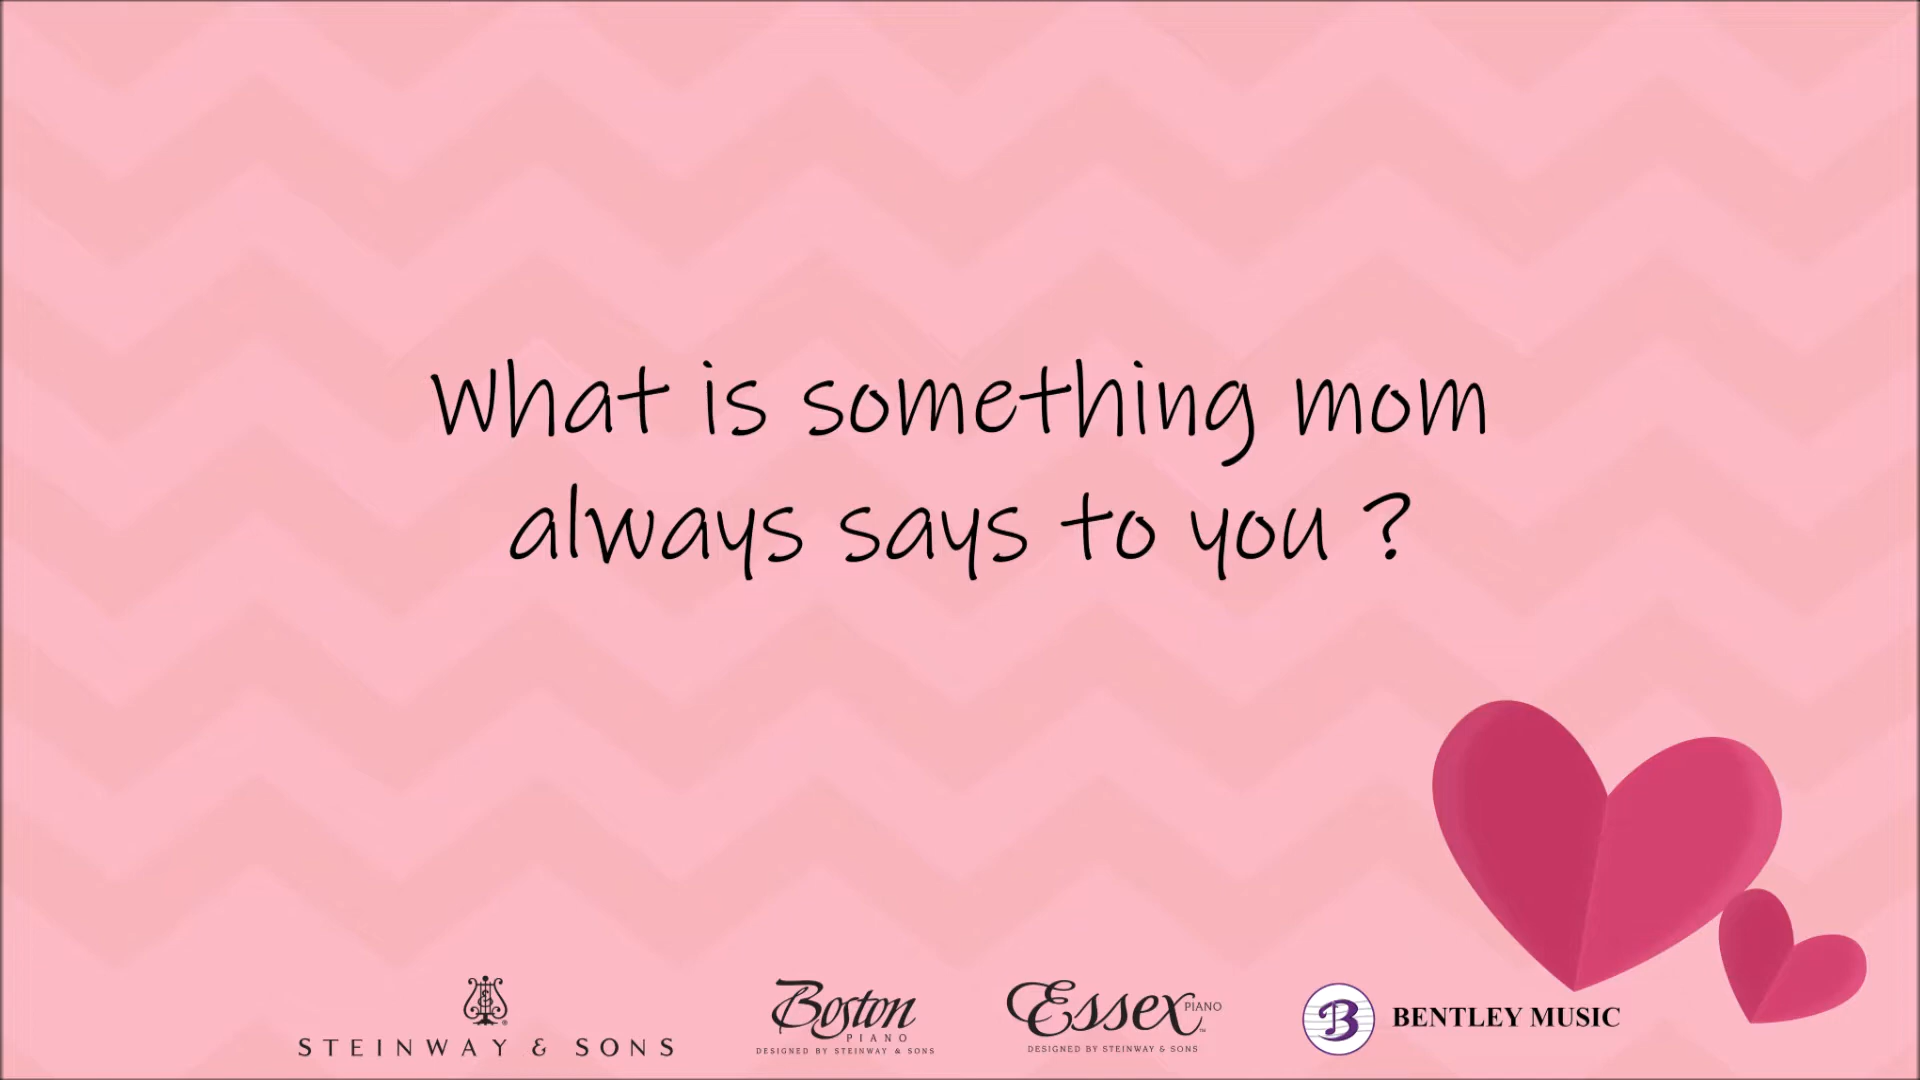 What is something mom
always says to you ?
STEINWAY & SONS
Boston
PIANO
DESIGNED BY STEINWAY & SONS
Essex PIANO
DESIGNED BY STEINWAY & SONS
B BENTLEY MUSIC